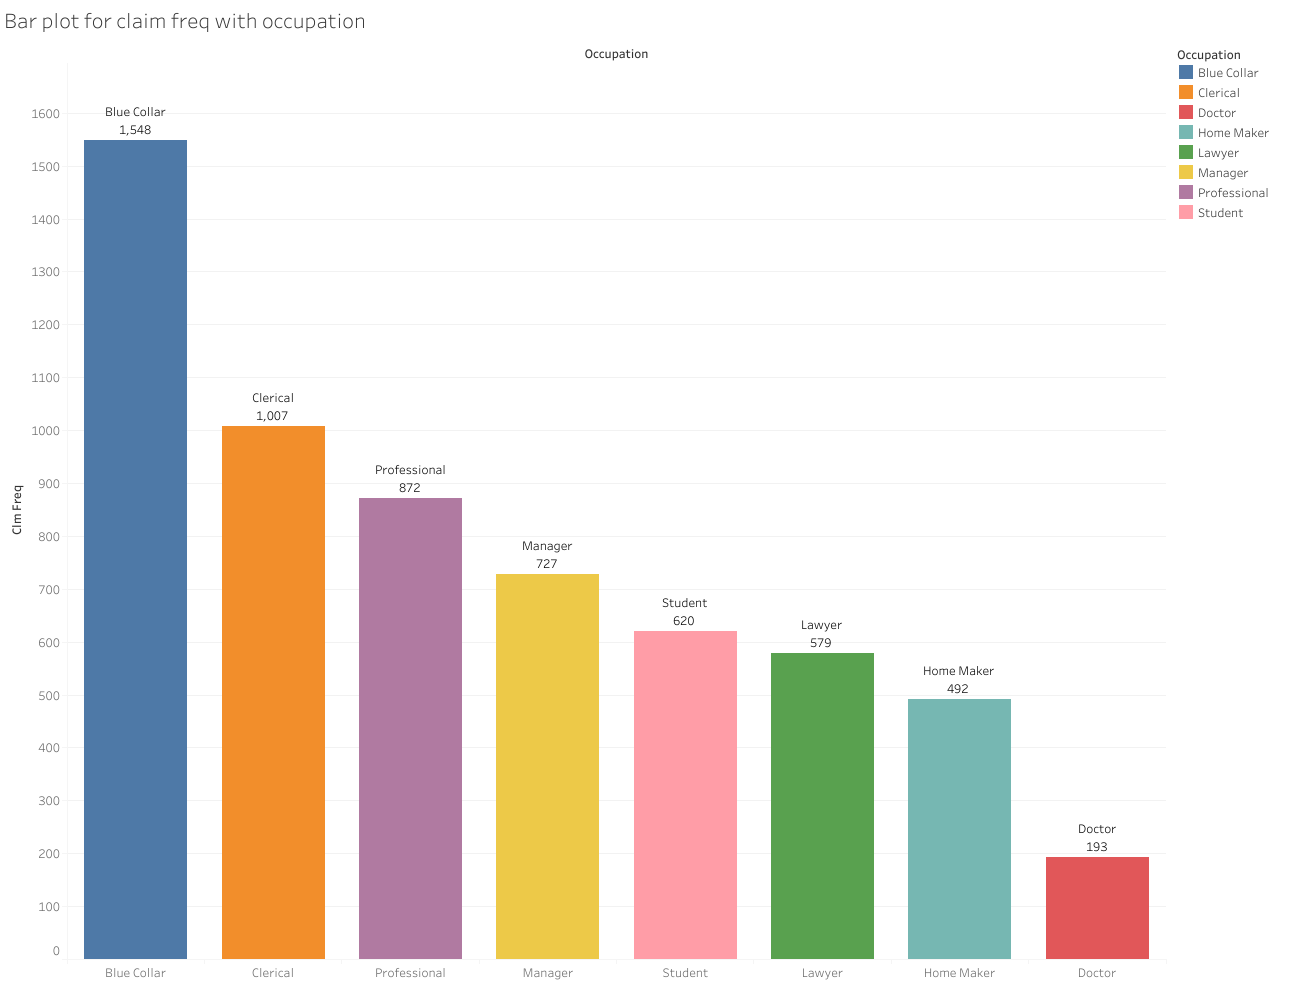 Bar plot for claim freq with occupation
Occupation
Occupation
Blue Collar
Clerical
Doctor
Home Maker
Lawyer
Manager
Professional
Student
Clm Freq
1600
1500
1400
1300
1200
1100
1000
900
800
700
600
500
400
300
200
100
0
Blue Collar
1,548
Clerical
1,007
Professional
872
Manager
727
Student
620
Lawyer
579
Home Maker
492
Doctor
193
Blue Collar
Clerical
Professional
Manager
Student
Lawyer
Home Maker
Doctor